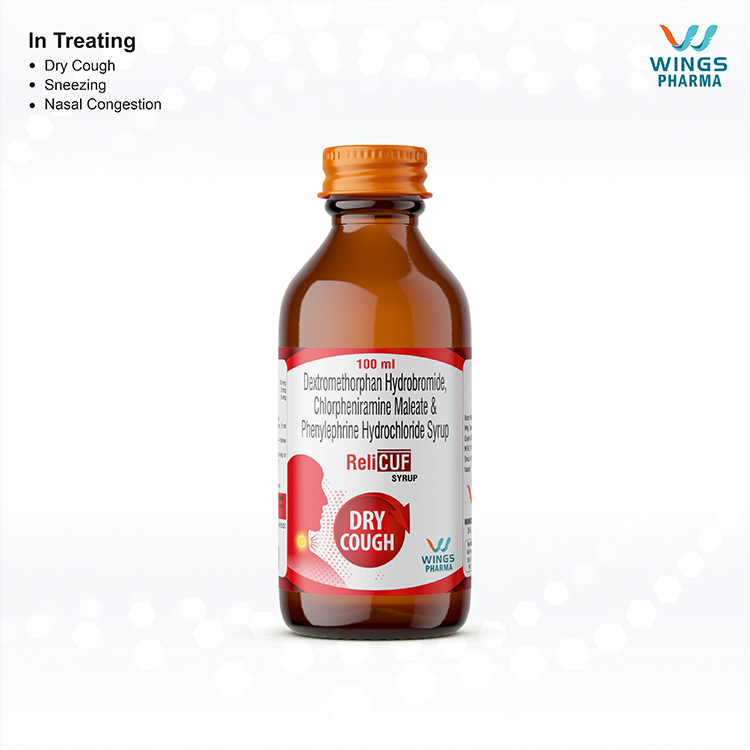 In Treating
• Dry Cough
• Sneezing
• Nasal Congestion
WINGS
PHARMA
100 ml
Dextromethorphan Hydrobromide,
Chlorpheniramine Maleate &
Phenylephrine Hydrochloride Syrup
ReliCUF
SYRUP
DRY
COUGH
WINGS
PHARMA